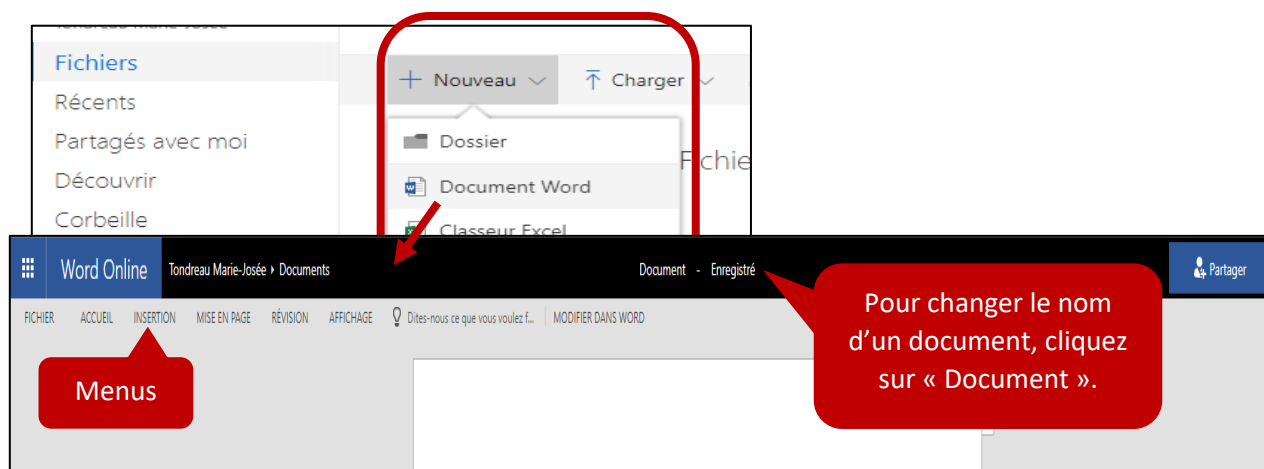 Fichiers
Récents
Partagés avec moi
Découvrir
Corbeille
+ Nouveau
Charger
Dossier
Fichie
Document Word
Classeur Excel
Word Online Tondreau Marie-Josée ▸ Documents Document - Enregistré Partager
FICHIER ACCUEIL INSERTION MISE EN PAGE RÉVISION AFFICHAGE Dites-nous ce que vous voulez f... MODIFIER DANS WORD
Menus
Pour changer le nom
d'un document, cliquez
sur « Document ».